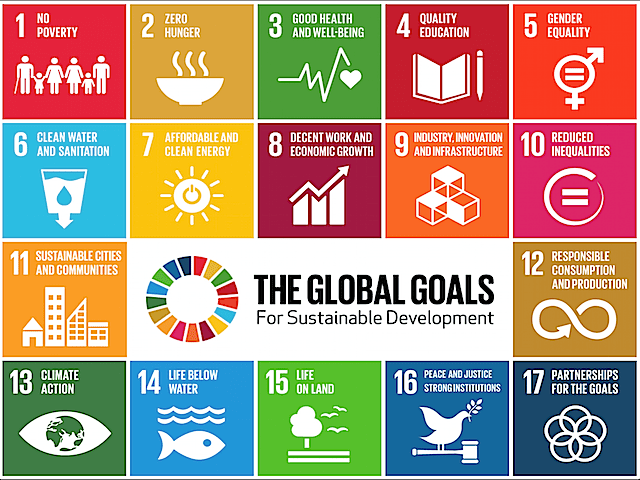 1 NO
POVERTY
2 ZERO
HUNGER
3 GOOD HEALTH
AND WELL-BEING
4 QUALITY
EDUCATION
5 GENDER
EQUALITY
6 CLEAN WATER
AND SANITATION
7 AFFORDABLE AND
CLEAN ENERGY
8 DECENT WORK AND
ECONOMIC GROWTH
9 INDUSTRY, INNOVATION
AND INFRASTRUCTURE
10 REDUCED
INEQUALITIES
11 SUSTAINABLE CITIES
AND COMMUNITIES
THE GLOBAL GOALS
For Sustainable Development
12 RESPONSIBLE
CONSUMPTION
AND PRODUCTION
13 CLIMATE
ACTION
14 LIFE BELOW
WATER
15 LIFE
ON LAND
16 PEACE AND JUSTICE
STRONG INSTITUTIONS
17 PARTNERSHIPS
FOR THE GOALS